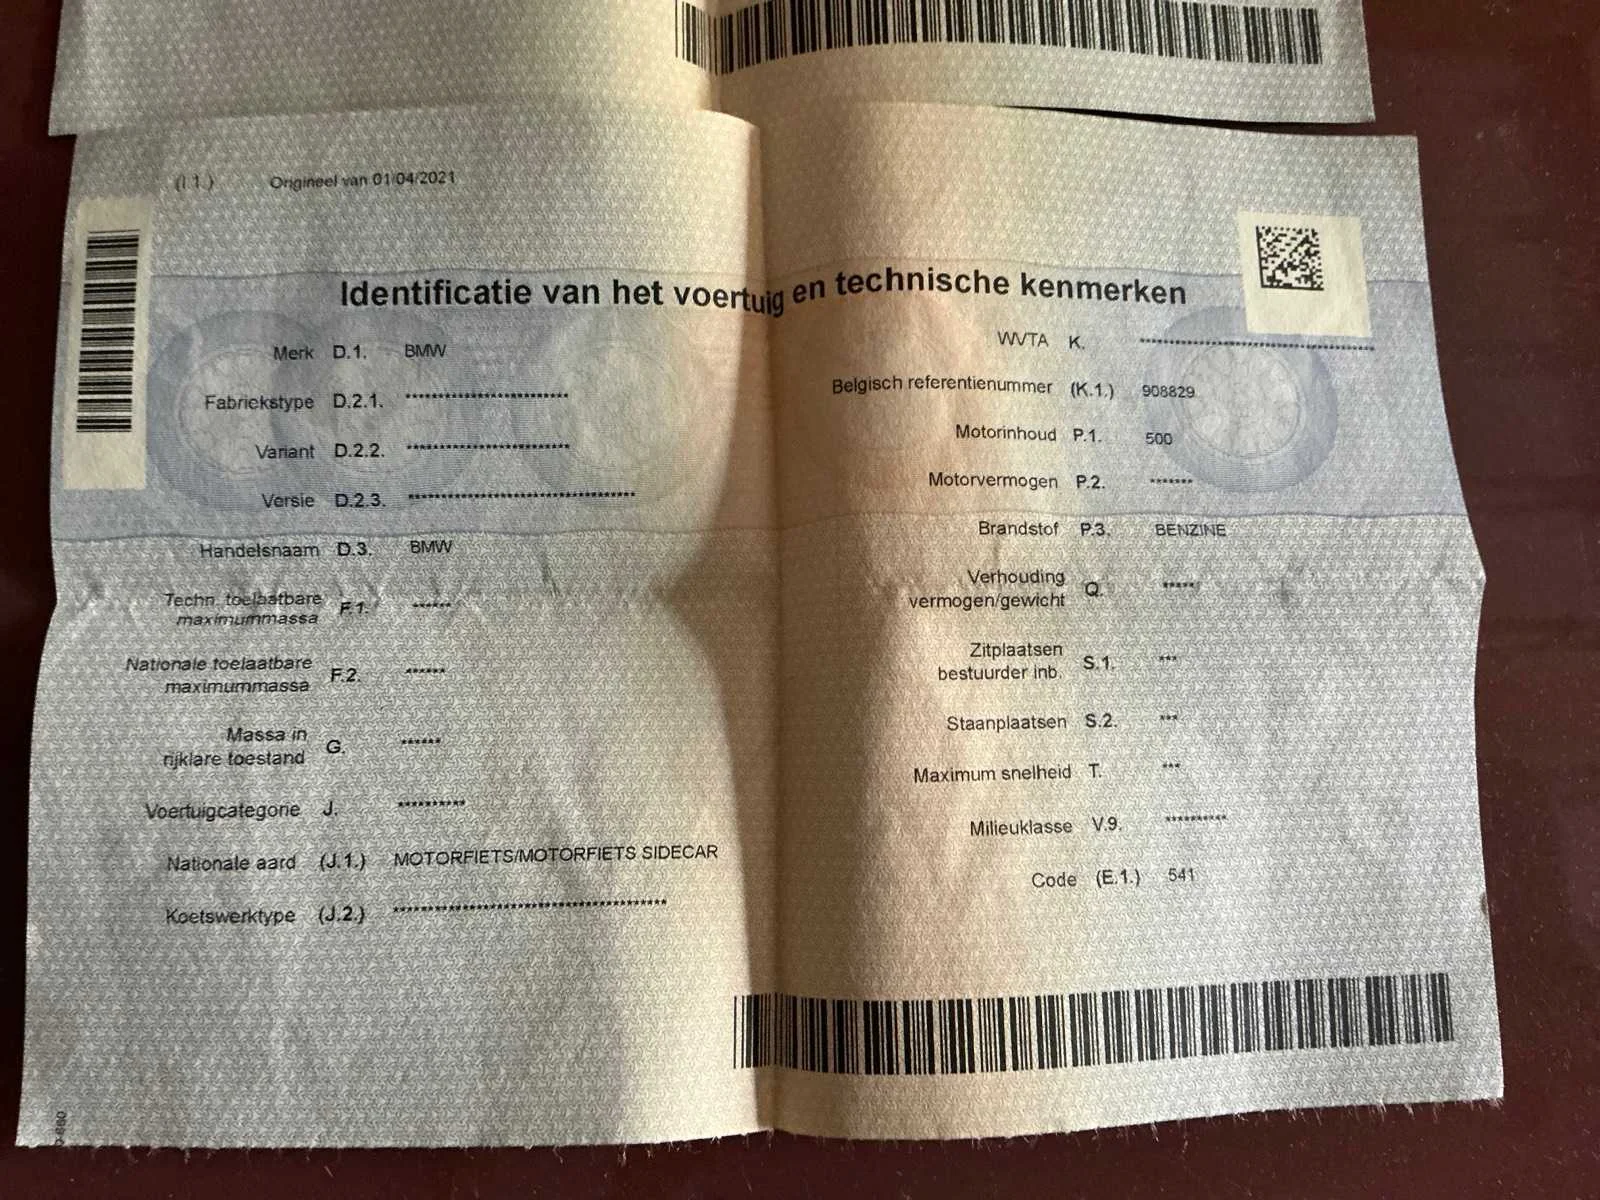 (I.1.) Origineel van 01/04/2021
Identificatie van het voertuig en technische kenmerken
Merk D.1. BMW
Fabriekstype D.2.1. ************************
Variant D.2.2. ************************
Versie D.2.3. **********************************
Handelsnaam D.3. BMW
Techn. toelaatbare
maximummassa F.1. ******
Nationale toelaatbare
maximummassa F.2. ******
Massa in
rijklare toestand G. ******
Voertuigcategorie J. **********
Nationale aard (J.1.) MOTORFIETS/MOTORFIETS SIDECAR
Koetswerktype (J.2.) ****************************************
WVTA K. ***********************************
Belgisch referentienummer (K.1.) 908829
Motorinhoud P.1. 500
Motorvermogen P.2. *******
Brandstof P.3. BENZINE
Verhouding
vermogen/gewicht Q. *****
Zitplaatsen
bestuurder inb. S.1. ***
Staanplaatsen S.2. ***
Maximum snelheid T. ***
Milieuklasse V.9. **********
Code (E.1.) 541